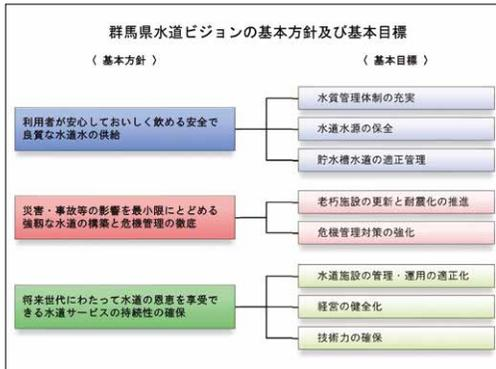 群馬県水道ビジョンの基本方針及び基本目標
〈 基本方針 〉
〈 基本目標 〉
利用者が安心しておいしく飲める安全で
良質な水道水の供給
水質管理体制の充実
水道水源の保全
貯水槽水道の適正管理
災害・事故等の影響を最小限にとどめる
強靱な水道の構築と危機管理の徹底
老朽施設の更新と耐震化の推進
危機管理対策の強化
将来世代にわたって水道の恩恵を享受で
きる水道サービスの持続性の確保
水道施設の管理・運用の適正化
経営の健全化
技術力の確保